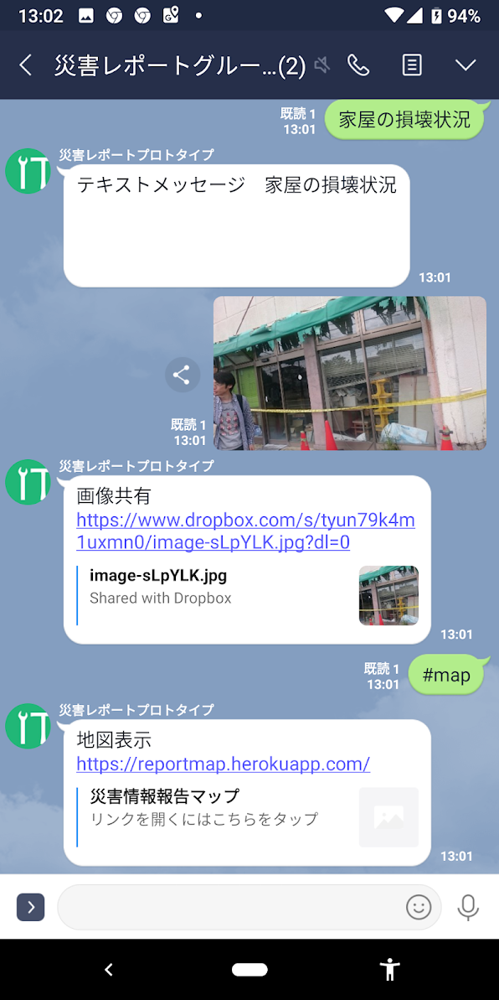 13:02
94%
災害レポートグルー...(2)
既読 1
13:01
家屋の損壊状況
災害レポートプロトタイプ
テキストメッセージ　家屋の損壊状況
13:01
既読 1
13:01
災害レポートプロトタイプ
画像共有
https://www.dropbox.com/s/tyun79k4m
1uxmn0/image-sLpYLK.jpg?dl=0
image-sLpYLK.jpg
Shared with Dropbox
13:01
既読 1
13:01
#map
災害レポートプロトタイプ
地図表示
https://reportmap.herokuapp.com/
災害情報報告マップ
リンクを開くにはこちらをタップ
13:01